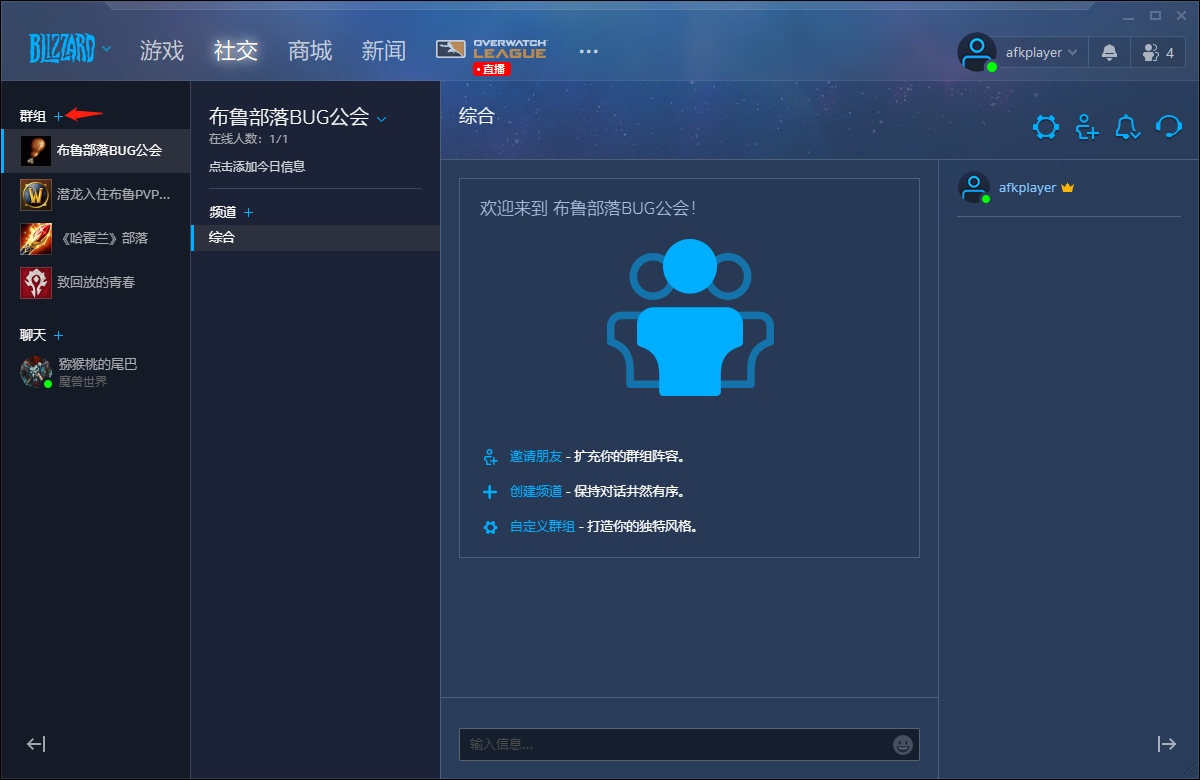 BLIZZARD
游戏 社交 商城 新闻 OVERWATCH LEAGUE ···
• 直播
afkplayer
4
群组 +
布鲁部落BUG公会
潜龙入住布鲁PVP...
《哈霍兰》部落
致回放的青春
聊天 +
猕猴桃的尾巴
魔兽世界
布鲁部落BUG公会
在线人数：1/1
点击添加今日信息
频道 +
综合
综合
欢迎来到 布鲁部落BUG公会！
邀请朋友 - 扩充你的群组阵容。
创建频道 - 保持对话井然有序。
自定义群组 - 打造你的独特风格。
输入信息...
afkplayer